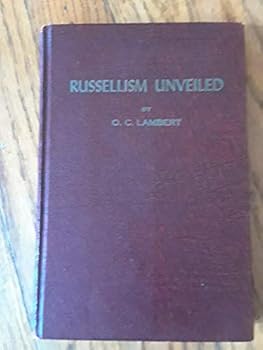 RUSSELLISM UNVEILED
BY
O. C. LAMBERT